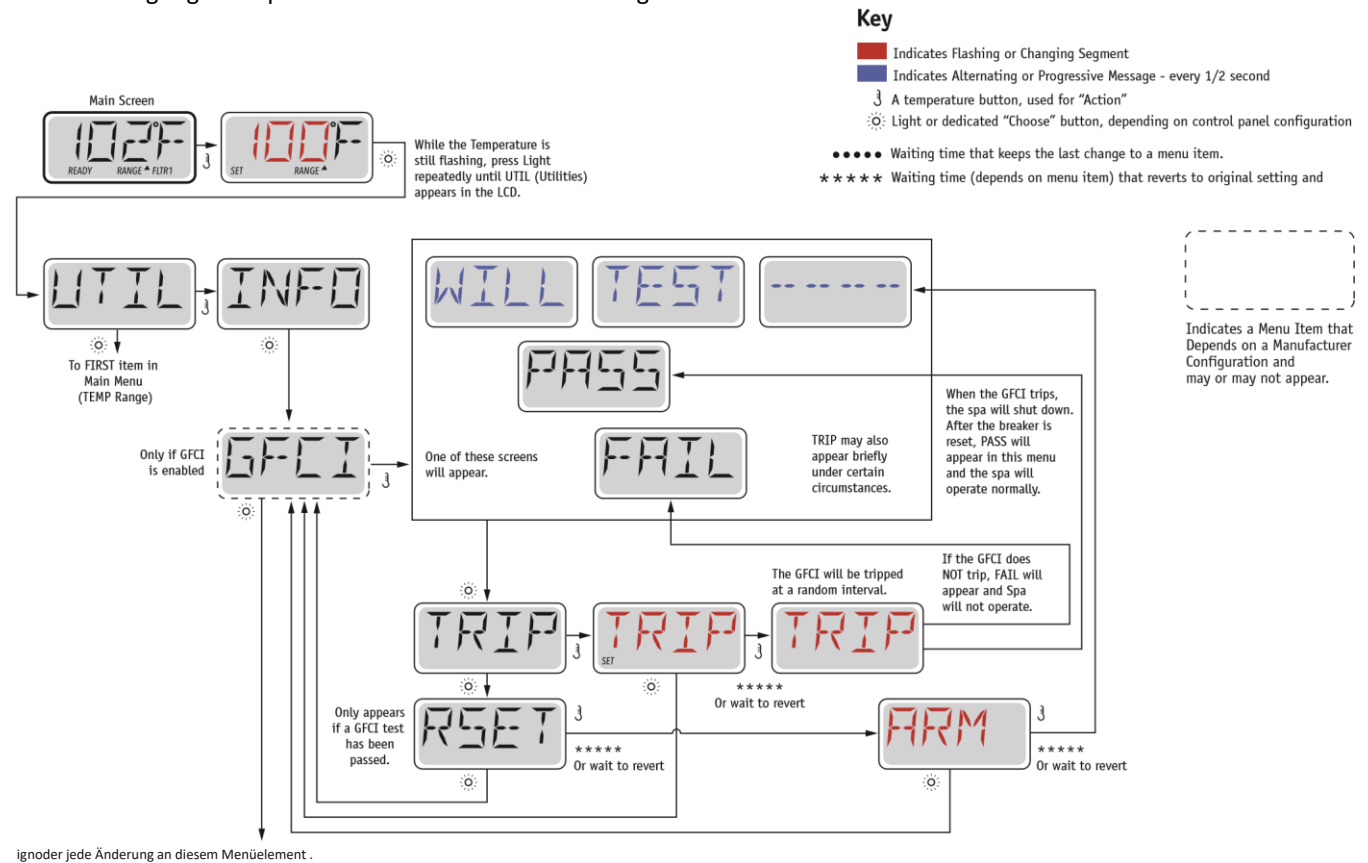 Key
Indicates Flashing or Changing Segment
Indicates Alternating or Progressive Message - every 1/2 second
A temperature button, used for “Action”
Light or dedicated “Choose” button, depending on control panel configuration
••••• Waiting time that keeps the last change to a menu item.
***** Waiting time (depends on menu item) that reverts to original setting and
Main Screen
102°F
READY RANGE FLTR1
100°F
SET RANGE
While the Temperature is
still flashing, press Light
repeatedly until UTIL (Utilities)
appears in the LCD.
UTIL
INFO
To FIRST item in
Main Menu
(TEMP Range)
WILL
TEST
-- -- -- --
PASS
FAIL
Indicates a Menu Item that
Depends on a Manufacturer
Configuration and
may or may not appear.
Only if GFCI
is enabled
GFCI
One of these screens
will appear.
TRIP may also
appear briefly
under certain
circumstances.
When the GFCI trips,
the spa will shut down.
After the breaker is
reset, PASS will
appear in this menu
and the spa will
operate normally.
If the GFCI does
NOT trip, FAIL will
appear and Spa
will not operate.
The GFCI will be tripped
at a random interval.
TRIP
TRIP
SET
TRIP
*****
Or wait to revert
Only appears
if a GFCI test
has been
passed.
RSET
*****
Or wait to revert
ARM
*****
Or wait to revert
ignoder jede Änderung an diesem Menüelement .